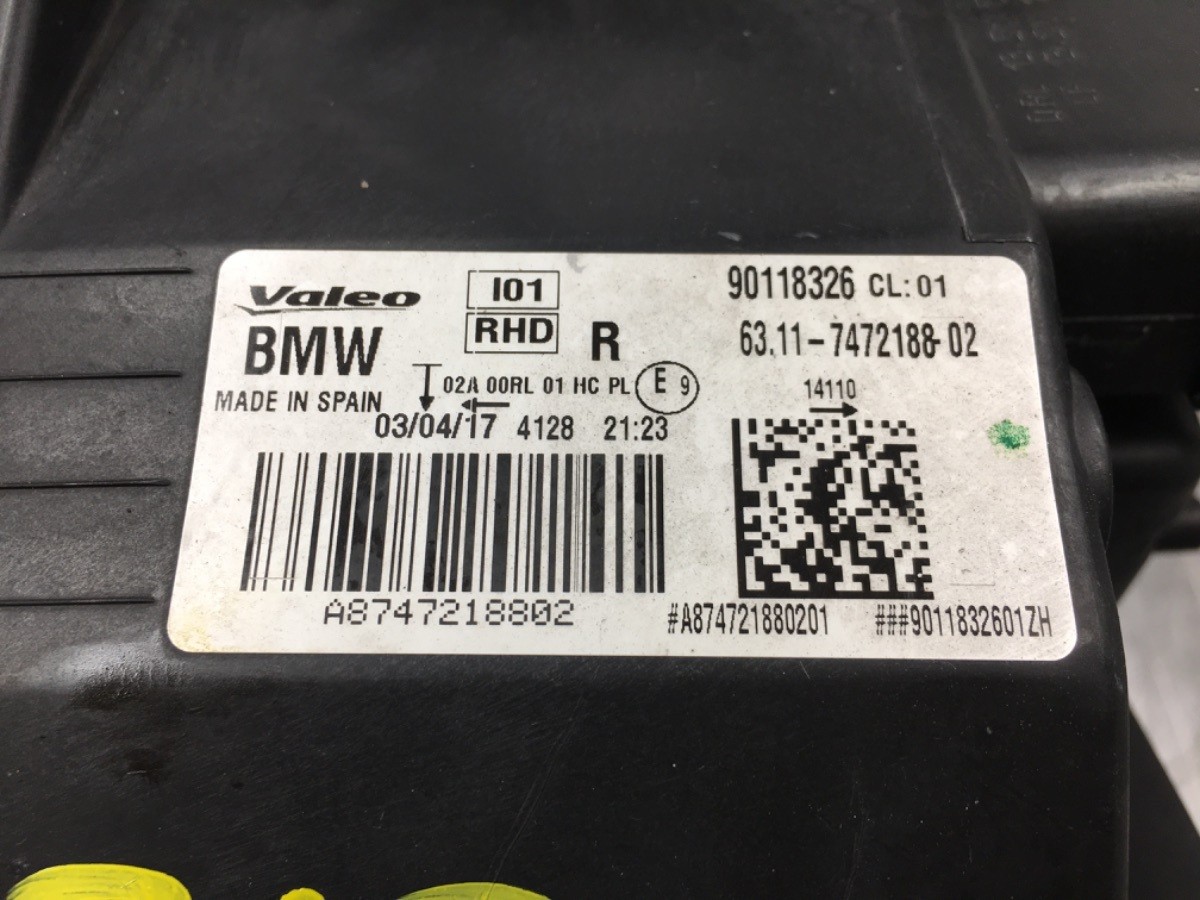 Valeo
I01
90118326 CL:01
BMW
RHD
R
63.11-7472188-02
MADE IN SPAIN
02A 00RL 01 HC PL
E 9
14110
03/04/17 4128 21:23
A8747218802
#A874721880201
###9011832601ZH